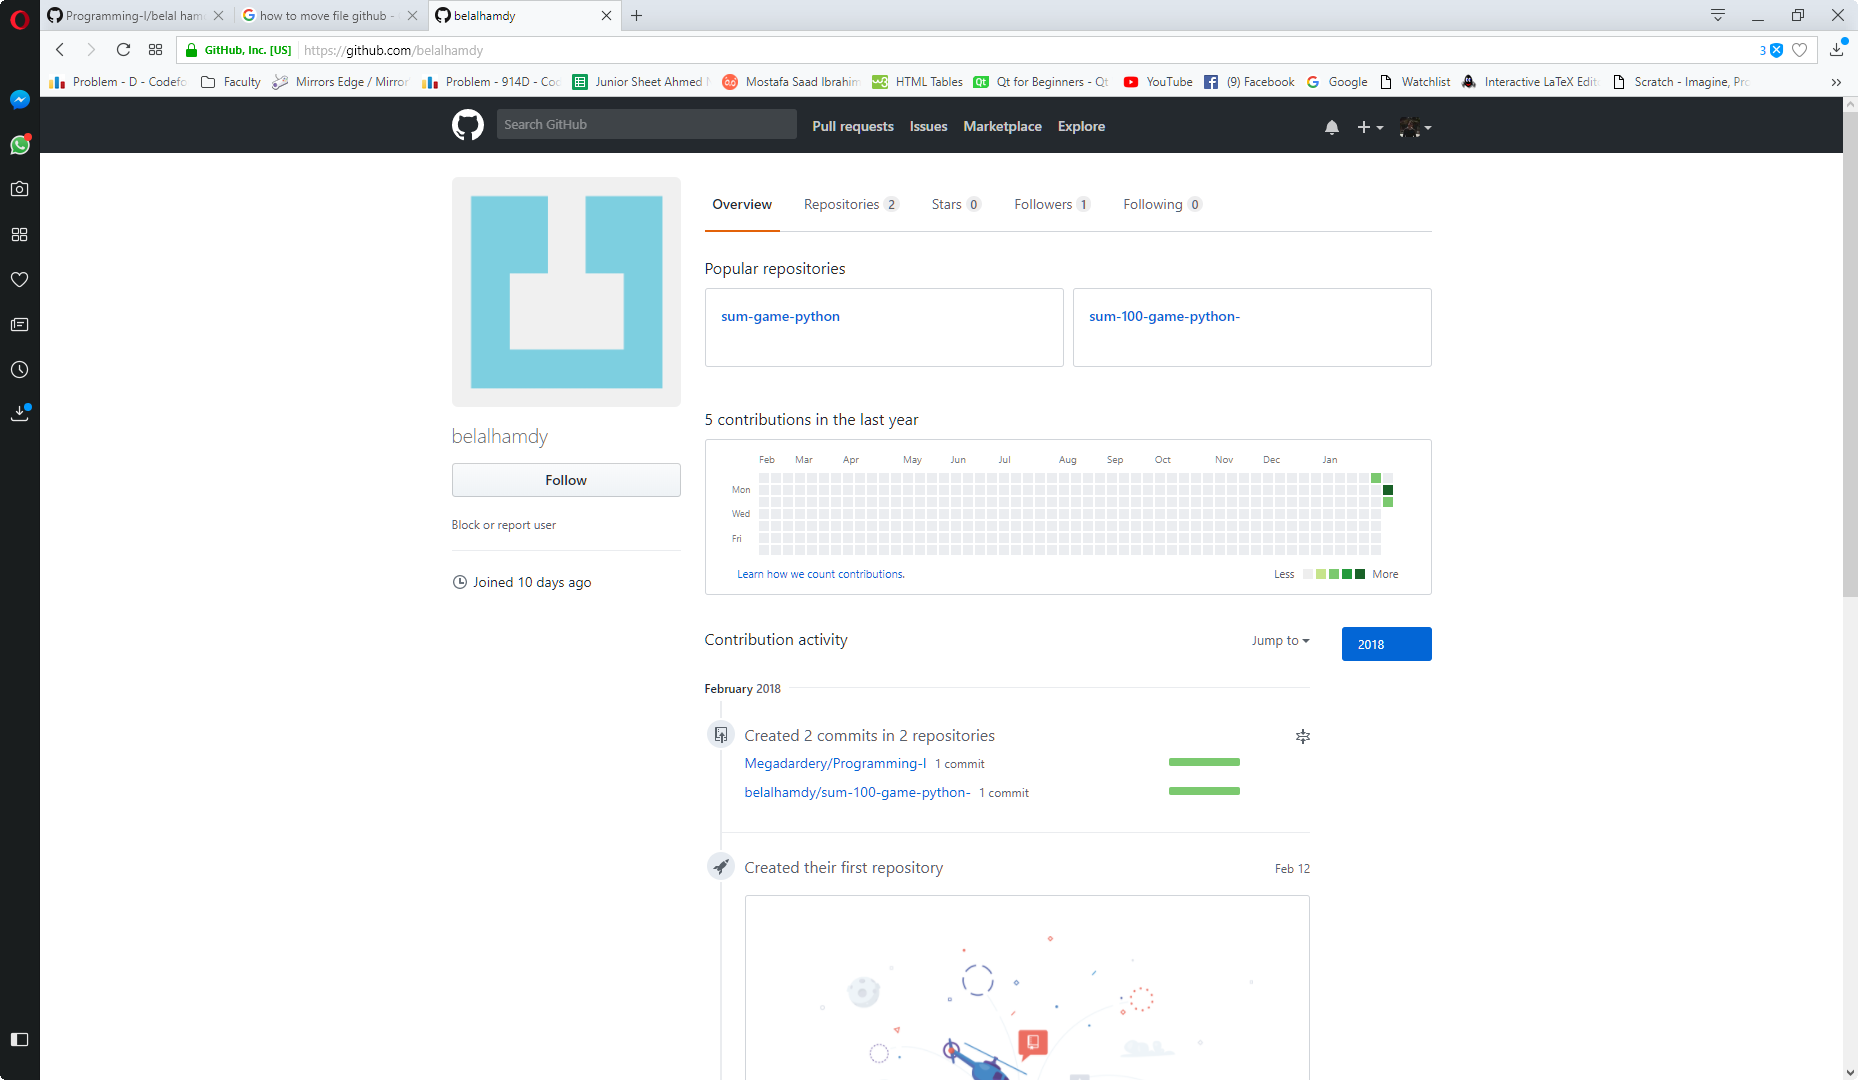 Programming-I/belal ham
how to move file github -
belalhamdy
GitHub, Inc. [US]
https://github.com/belalhamdy
3
Problem - D - Codefo
Faculty
Mirrors Edge / Mirror
Problem - 914D - Cod
Junior Sheet Ahmed
Mostafa Saad Ibrahim
HTML Tables
Qt for Beginners - Qt
YouTube
(9) Facebook
Google
Watchlist
Interactive LaTeX Edit
Scratch - Imagine, Pro
Search GitHub
Pull requests
Issues
Marketplace
Explore
Overview
Repositories 2
Stars 0
Followers 1
Following 0
Popular repositories
sum-game-python
sum-100-game-python-
belalhamdy
Follow
Block or report user
Joined 10 days ago
5 contributions in the last year
Feb Mar Apr May Jun Jul Aug Sep Oct Nov Dec Jan
Mon
Wed
Fri
Learn how we count contributions.
Less
More
Contribution activity
Jump to
2018
February 2018
Created 2 commits in 2 repositories
Megadardery/Programming-I 1 commit
belalhamdy/sum-100-game-python- 1 commit
Created their first repository
Feb 12